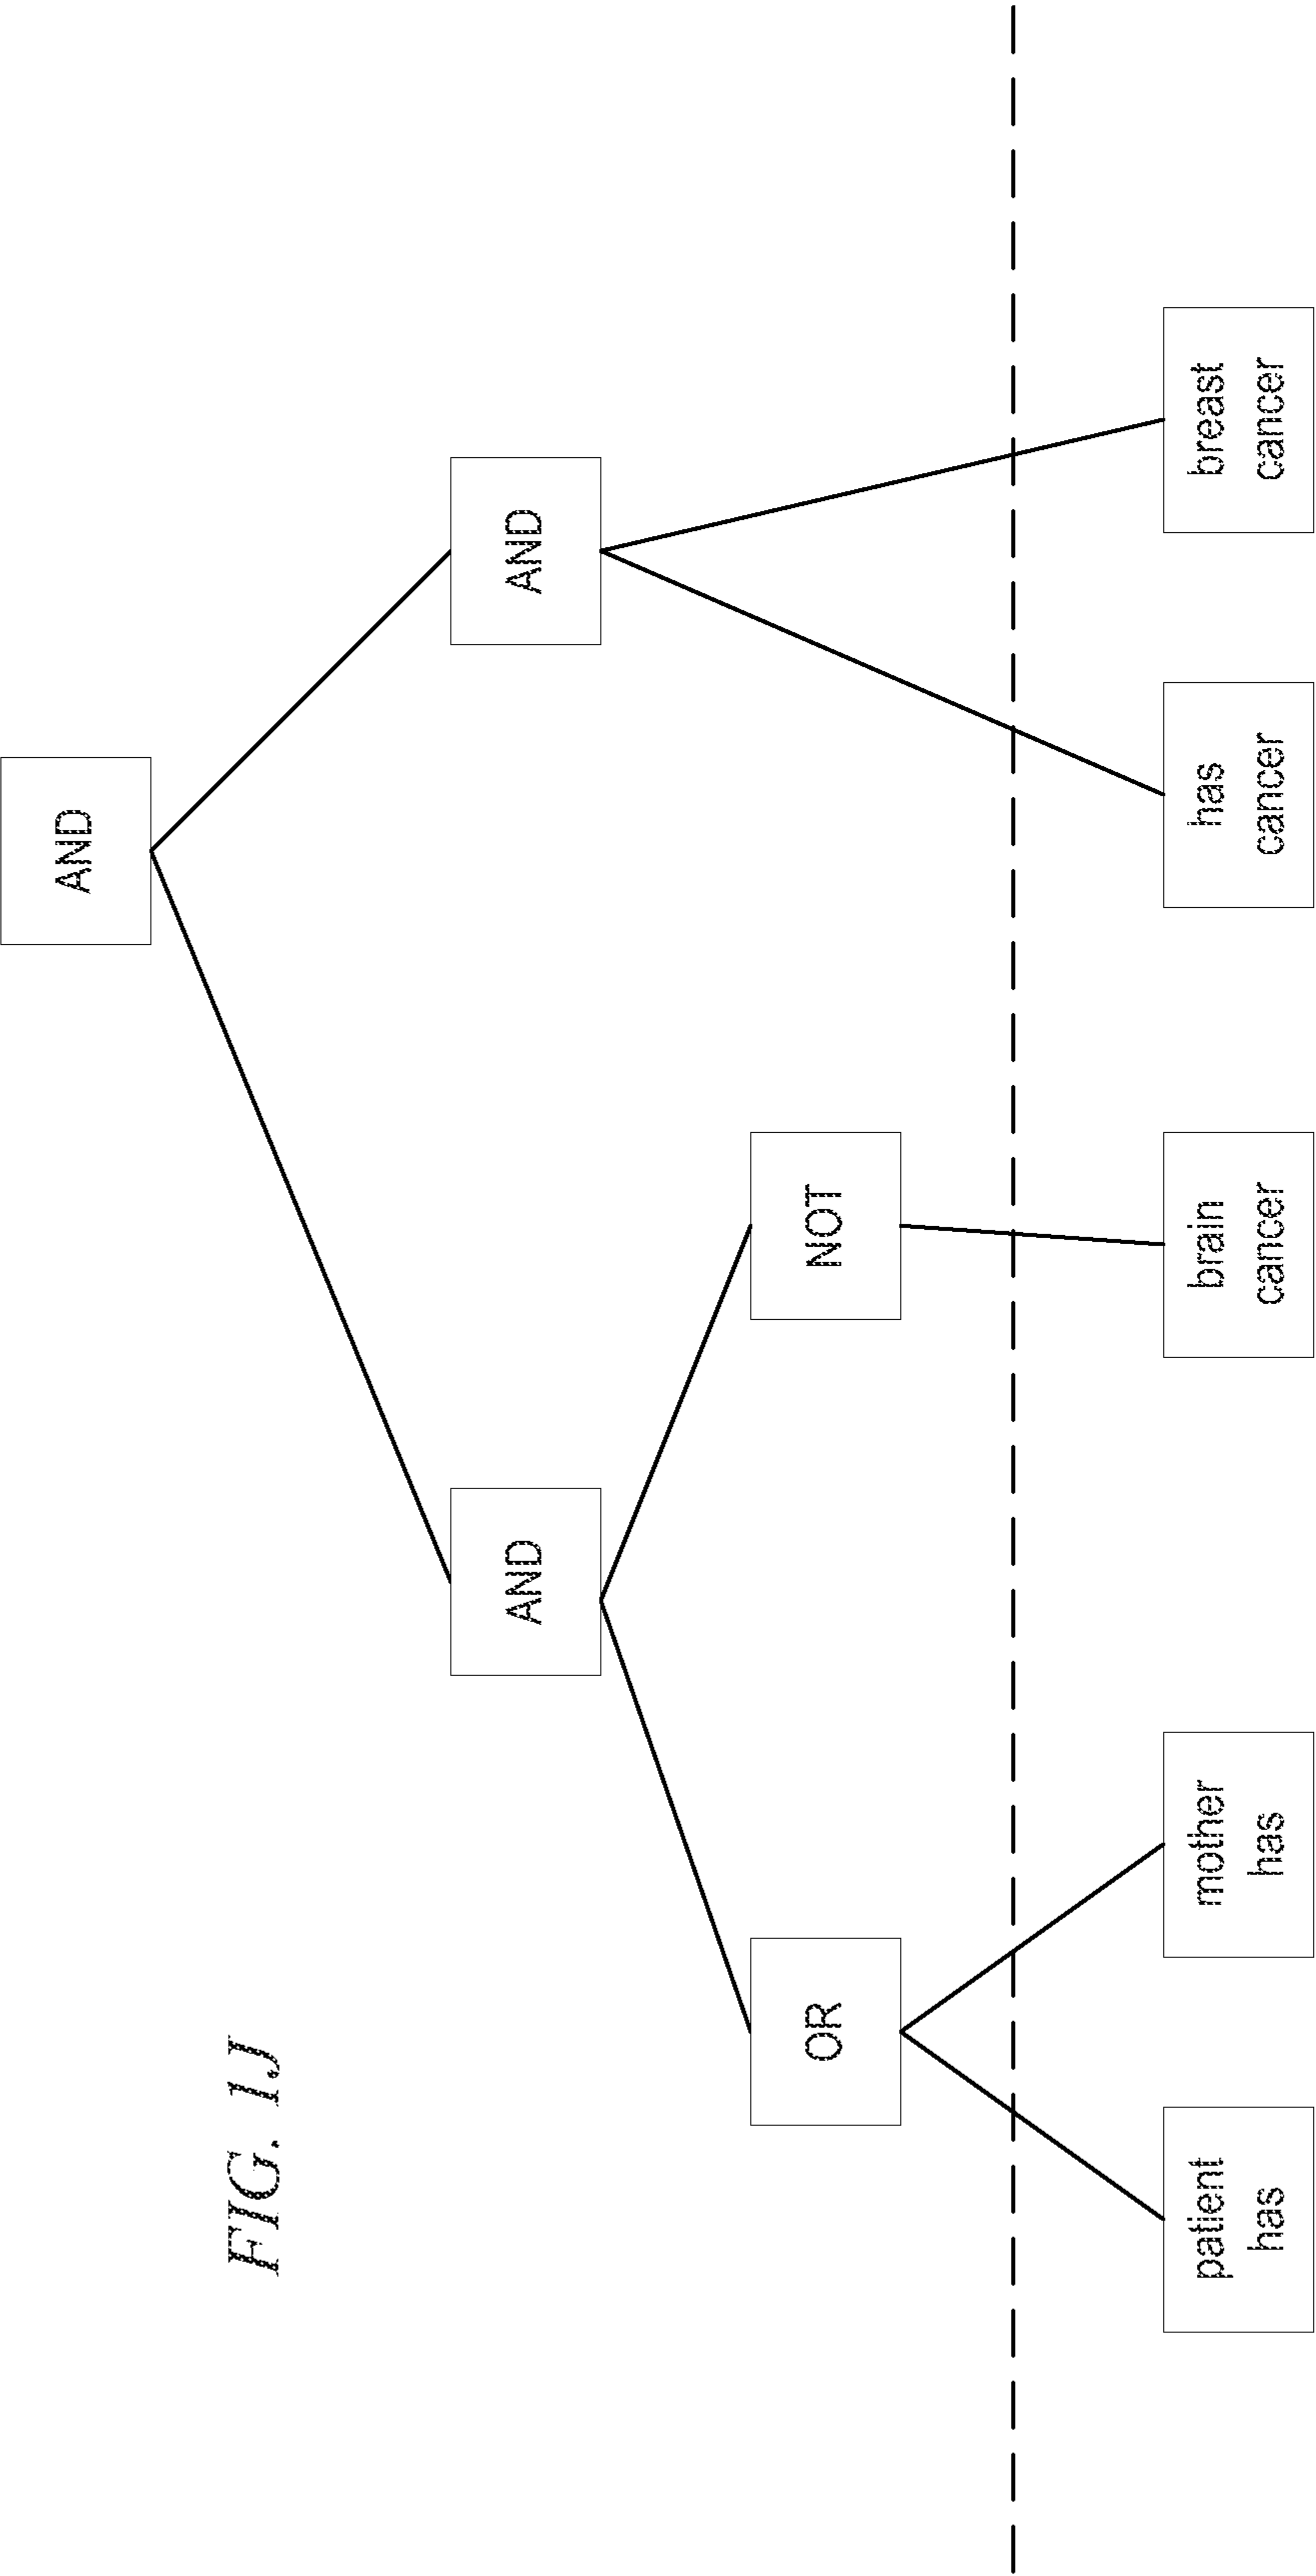 FIG. 1J
AND
AND
AND
OR
NOT
patient
has
mother
has
brain
cancer
has
cancer
breast
cancer